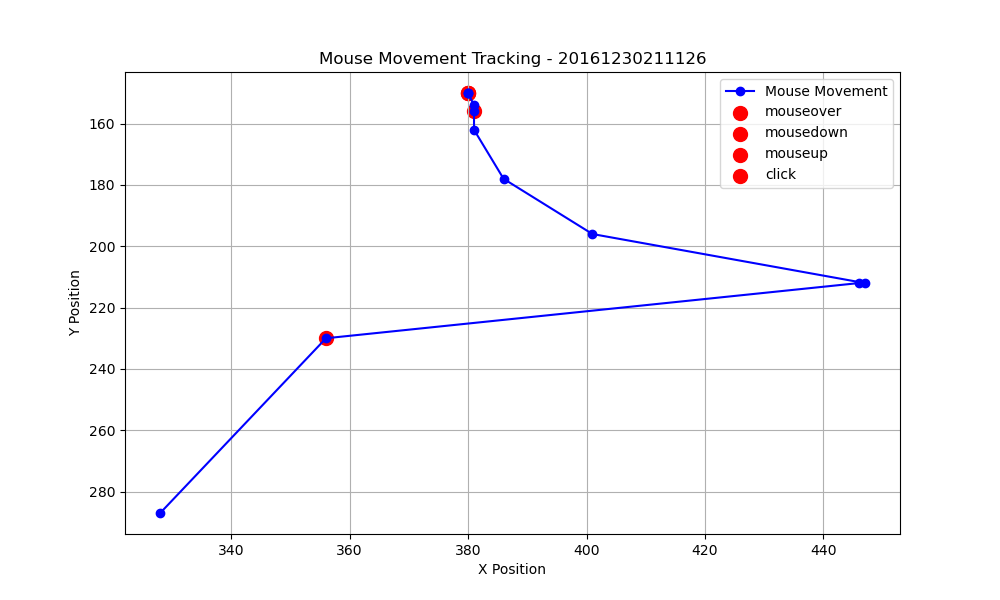 Mouse Movement Tracking - 20161230211126
Mouse Movement
mouseover
mousedown
mouseup
click
160
180
200
220
240
260
280
Y Position
340
360
380
400
420
440
X Position